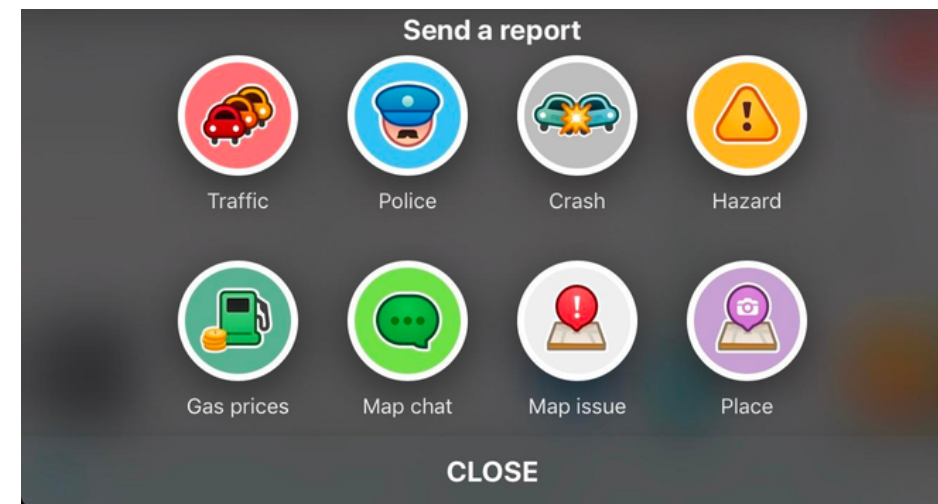 Send a report
Traffic Police Crash Hazard
Gas prices Map chat Map issue Place
CLOSE